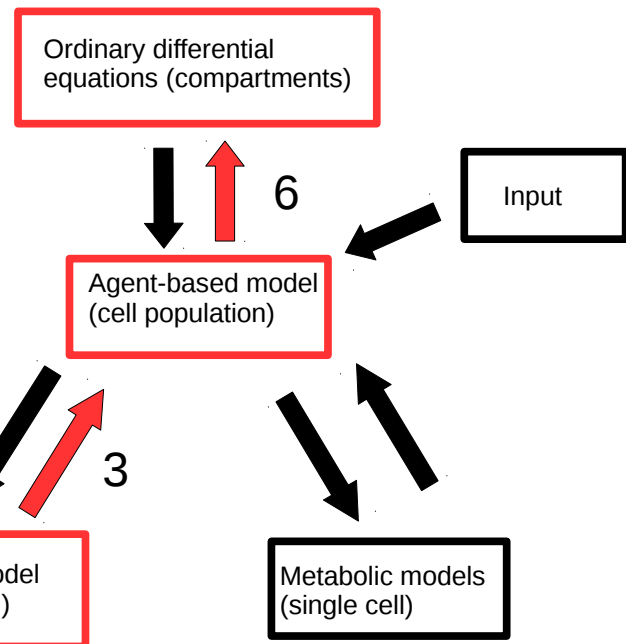 Ordinary differential
equations (compartments)
6
Input
Agent-based model
(cell population)
3
Metabolic models
(single cell)